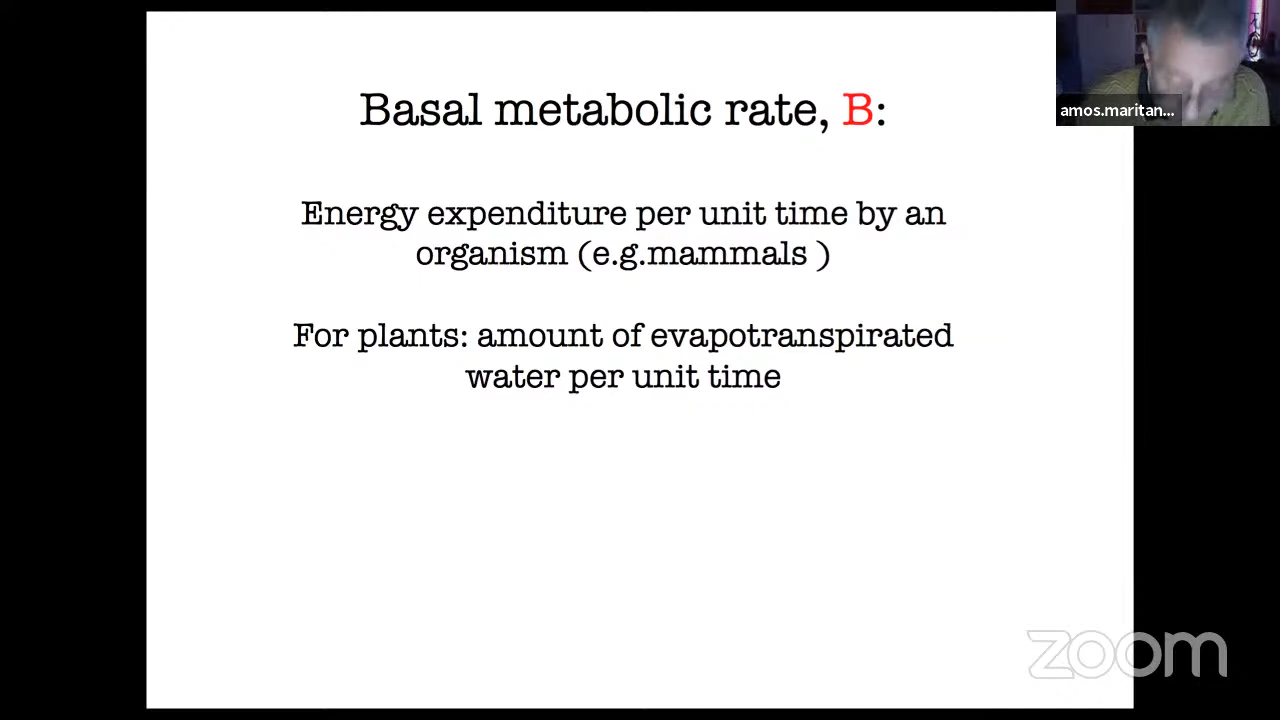 Basal metabolic rate, B:
Energy expenditure per unit time by an
organism (e.g.mammals )
For plants: amount of evapotranspirated
water per unit time
amos.maritan...
zoom